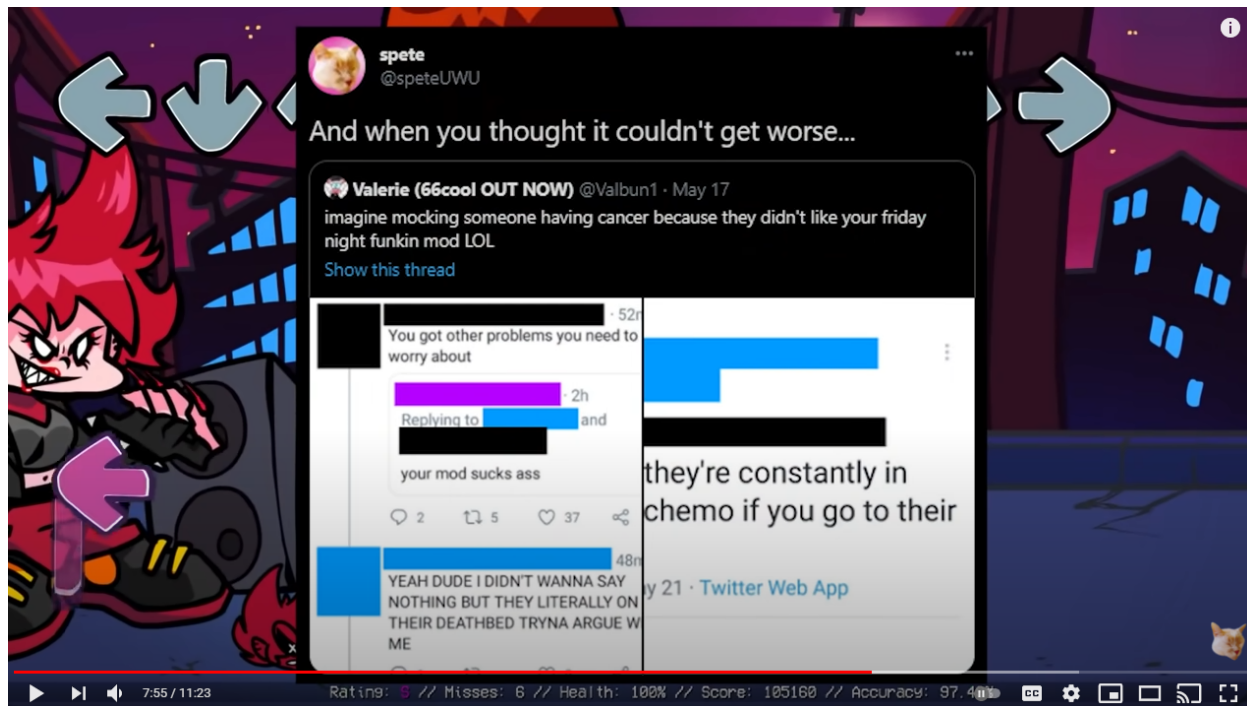 spete
@speteUWU
And when you thought it couldn't get worse...
Valerie (66cool OUT NOW) @Valbun1 · May 17
imagine mocking someone having cancer because they didn't like your friday
night funkin mod LOL
Show this thread
· 52m
You got other problems you need to
worry about
· 2h
Replying to and
your mod sucks ass
2 5 37
48m
YEAH DUDE I DIDN'T WANNA SAY
NOTHING BUT THEY LITERALLY ON
THEIR DEATHBED TRYNA ARGUE W
ME
they're constantly in
chemo if you go to their
y 21 · Twitter Web App
7:55 / 11:23
Rating: S // Misses: 6 // Health: 100% // Score: 105160 // Accuracy: 97.4
CC